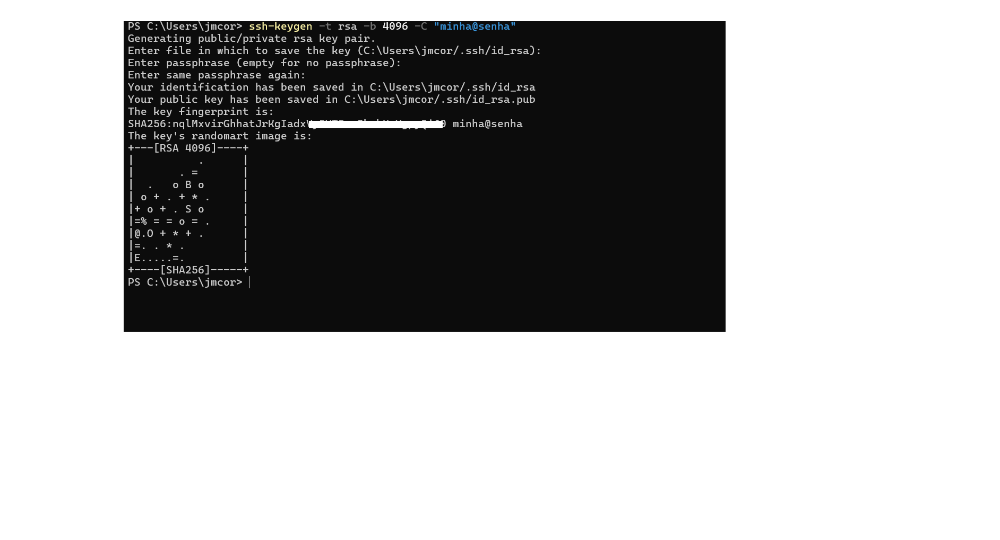 PS C:\Users\jmcor> ssh-keygen -t rsa -b 4096 -C "minha@senha"
Generating public/private rsa key pair.
Enter file in which to save the key (C:\Users\jmcor/.ssh/id_rsa):
Enter passphrase (empty for no passphrase):
Enter same passphrase again:
Your identification has been saved in C:\Users\jmcor/.ssh/id_rsa
Your public key has been saved in C:\Users\jmcor/.ssh/id_rsa.pub
The key fingerprint is:
SHA256:nqlMxvirGhhatJrKgIadx minha@senha
The key's randomart image is:
+---[RSA 4096]----+
|          .      |
|       . =       |
|  .   o B o      |
| o + . + * .     |
|+ o + . S o      |
|=% = = o = .     |
|@.O + * + .      |
|=. . * .         |
|E.....=.         |
+----[SHA256]-----+
PS C:\Users\jmcor>